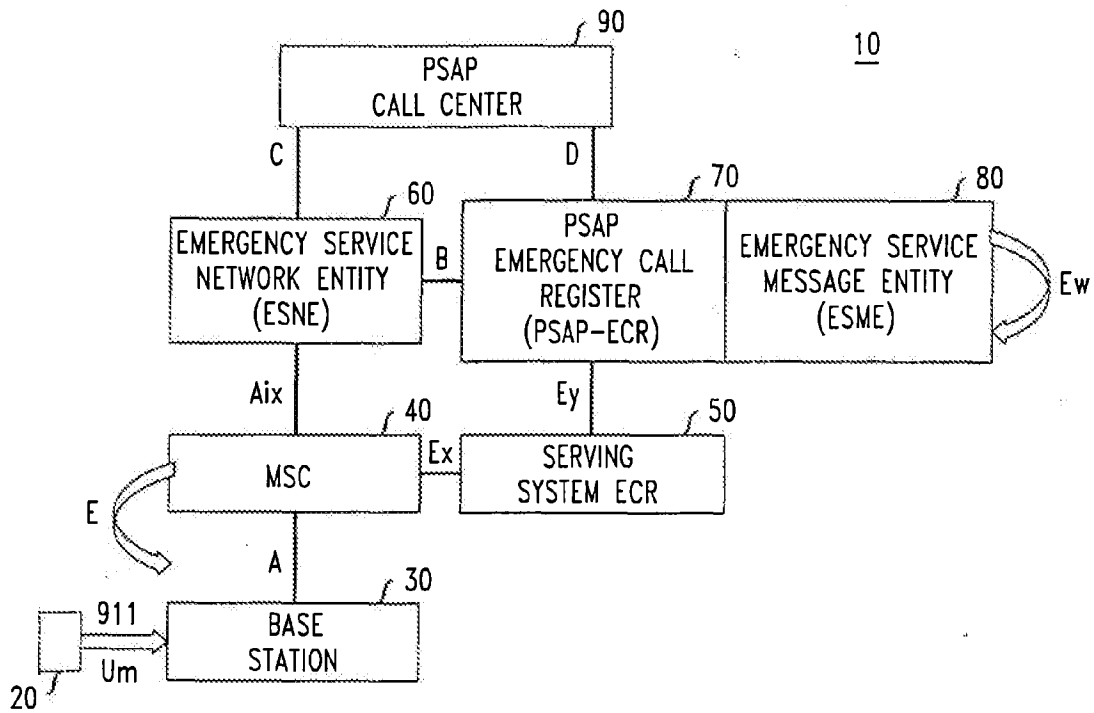 90
10
PSAP
CALL CENTER
C
D
60
70
80
EMERGENCY SERVICE
NETWORK ENTITY
(ESNE)
B
PSAP
EMERGENCY CALL
REGISTER
(PSAP-ECR)
EMERGENCY SERVICE
MESSAGE ENTITY
(ESME)
Ew
Aix
Ey
40
50
MSC
Ex
SERVING
SYSTEM ECR
E
A
30
911
Um
BASE
STATION
20